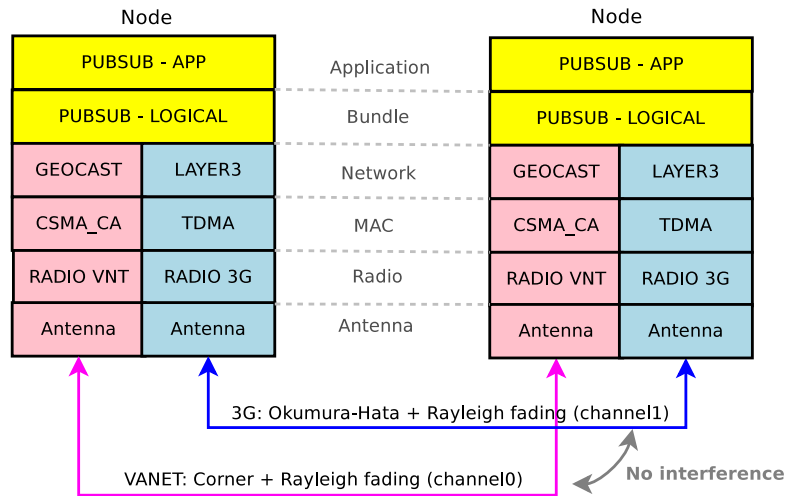 Node
Node
PUBSUB - APP
Application
PUBSUB - APP
PUBSUB - LOGICAL
Bundle
PUBSUB - LOGICAL
GEOCAST
LAYER3
Network
GEOCAST
LAYER3
CSMA_CA
TDMA
MAC
CSMA_CA
TDMA
RADIO VNT
RADIO 3G
Radio
RADIO VNT
RADIO 3G
Antenna
Antenna
Antenna
Antenna
Antenna
3G: Okumura-Hata + Rayleigh fading (channel1)
VANET: Corner + Rayleigh fading (channel0)
No interference